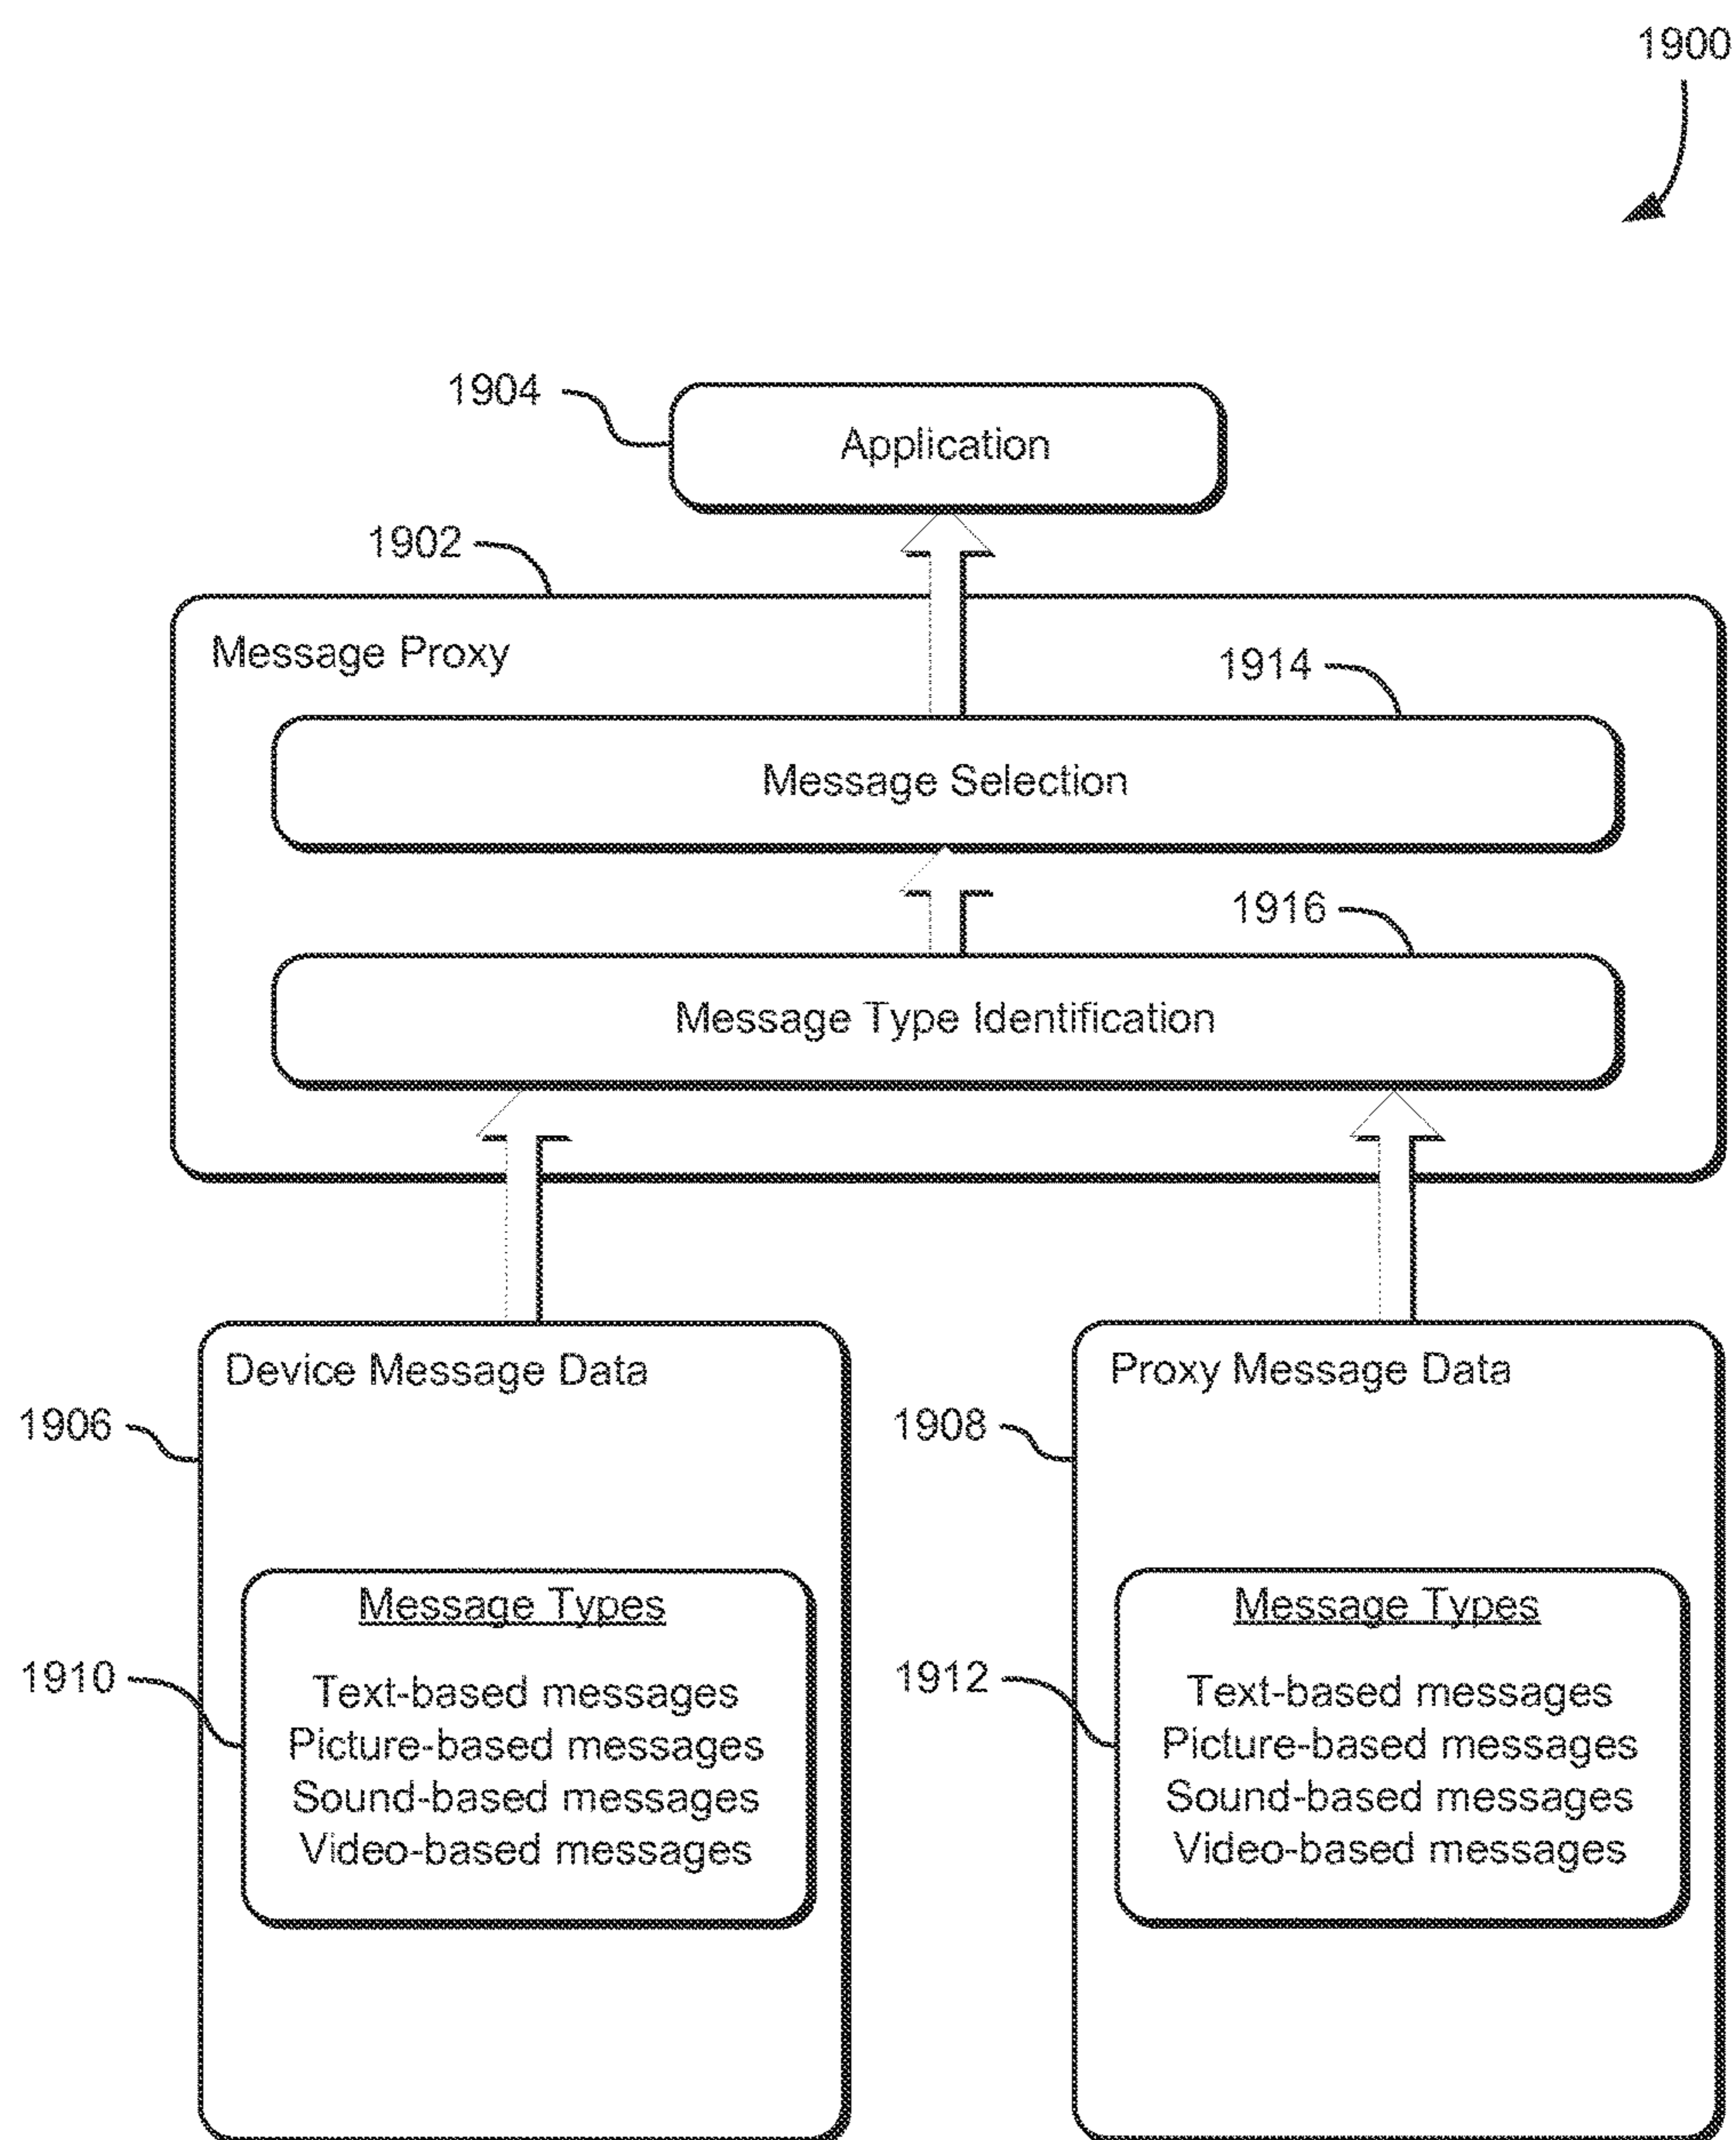 1900
1904
Application
1902
Message Proxy
1914
Message Selection
1916
Message Type Identification
Device Message Data
1906
Message Types
1910
Text-based messages
Picture-based messages
Sound-based messages
Video-based messages
Proxy Message Data
1908
Message Types
1912
Text-based messages
Picture-based messages
Sound-based messages
Video-based messages